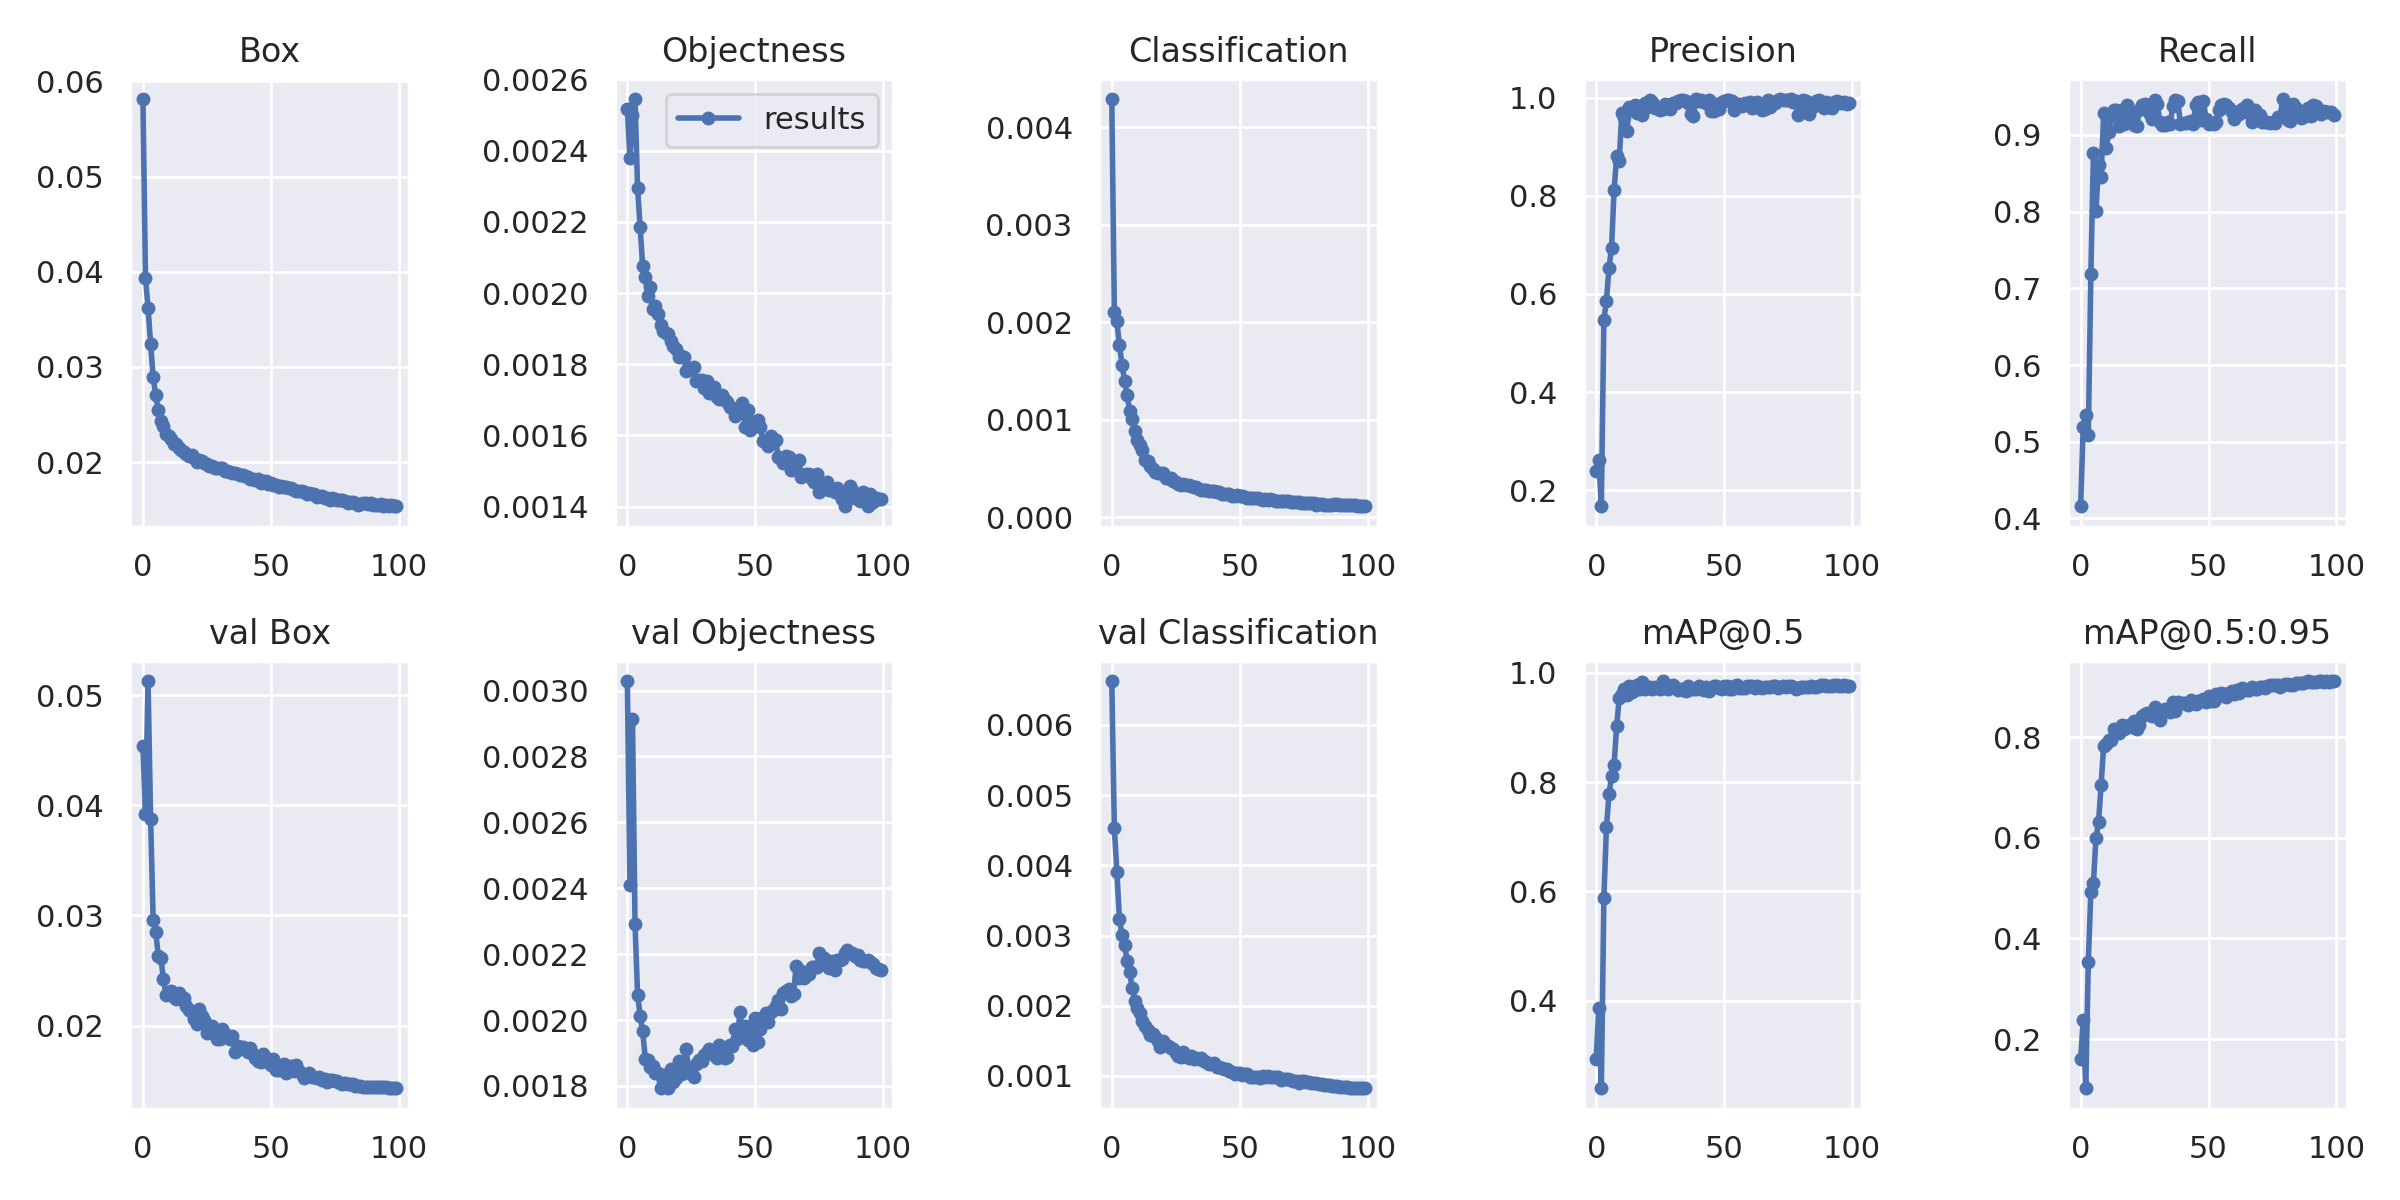 Box
0.06
0.05
0.04
0.03
0.02
0 50 100
Objectness
results
0.0026
0.0024
0.0022
0.0020
0.0018
0.0016
0.0014
0 50 100
Classification
0.004
0.003
0.002
0.001
0.000
0 50 100
Precision
1.0
0.8
0.6
0.4
0.2
0 50 100
Recall
0.9
0.8
0.7
0.6
0.5
0.4
0 50 100
val Box
0.05
0.04
0.03
0.02
0 50 100
val Objectness
0.0030
0.0028
0.0026
0.0024
0.0022
0.0020
0.0018
0 50 100
val Classification
0.006
0.005
0.004
0.003
0.002
0.001
0 50 100
mAP@0.5
1.0
0.8
0.6
0.4
0 50 100
mAP@0.5:0.95
0.8
0.6
0.4
0.2
0 50 100